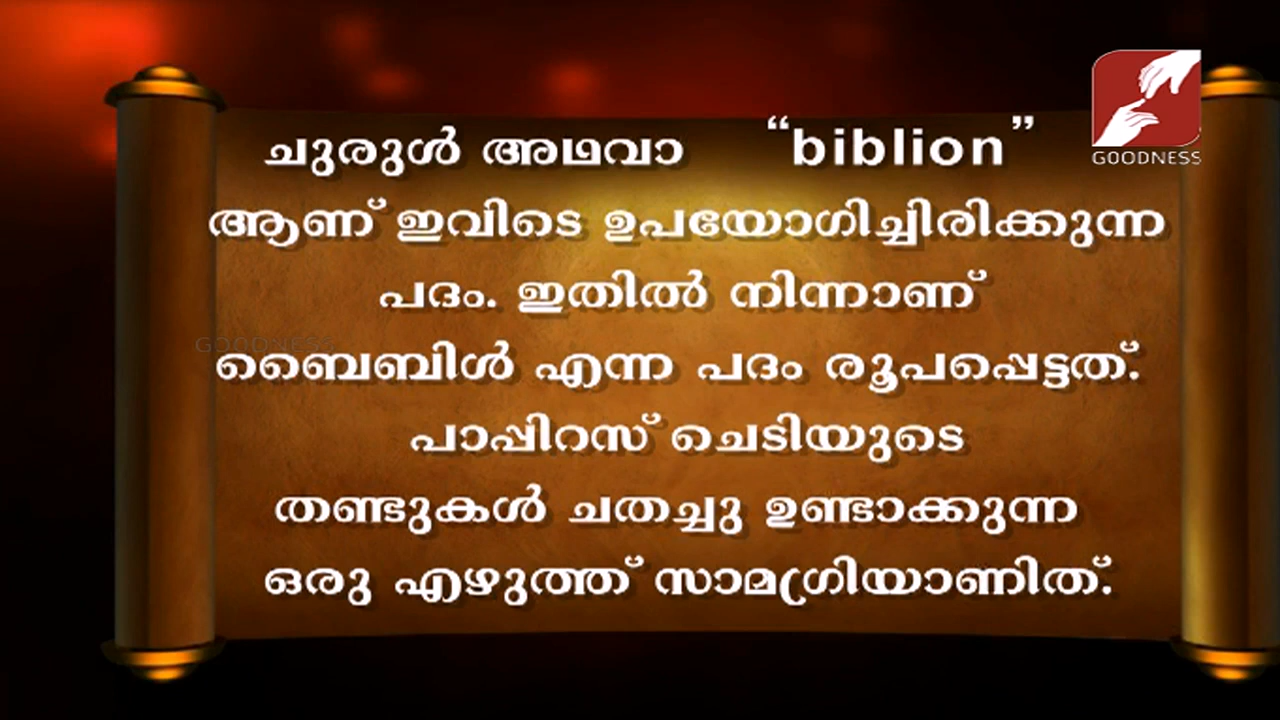 ചുരുൾ അഥവാ “biblion”
GOODNESS
ആണ് ഇവിടെ ഉപയോഗിച്ചിരിക്കുന്ന
പദം. ഇതിൽ നിന്നാണ്
GOODNESS
ബൈബിൾ എന്ന പദം രൂപപ്പെട്ടത്.
പാപ്പിറസ് ചെടിയുടെ
തണ്ടുകൾ ചതച്ചു ഉണ്ടാക്കുന്ന
ഒരു എഴുത്ത് സാമഗ്രിയാണിത്.